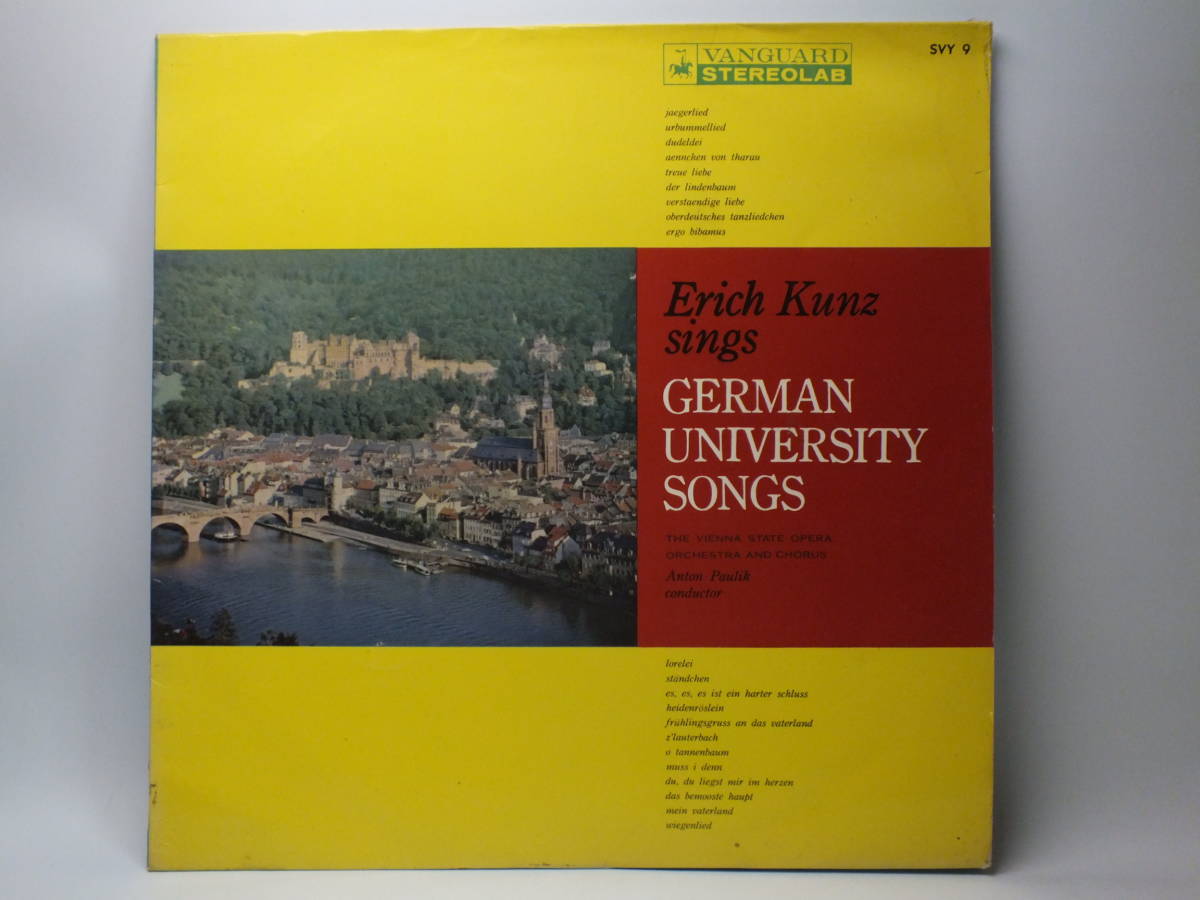 VANGUARD
STEREOLAB
SVY 9
jaegerlied
urbummellied
dudeldei
aennchen von tharau
treue liebe
der lindenbaum
verstaendige liebe
oberdeutsches tanzliedchen
ergo bibamus
Erich Kunz
sings
GERMAN
UNIVERSITY
SONGS
THE VIENNA STATE OPERA
ORCHESTRA AND CHORUS
Anton Paulik
conductor
lorelei
ständchen
es, es, es ist ein harter schluss
heidenröslein
frühlingsgruss an das vaterland
z'lauterbach
o tannenbaum
muss i denn
du, du liegst mir im herzen
das bemooste haupt
mein vaterland
wiegenlied